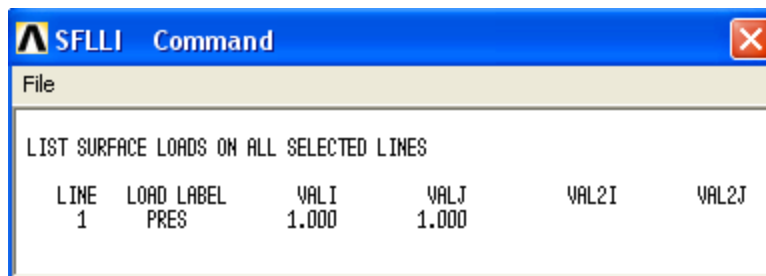 SFLLI Command
File
LIST SURFACE LOADS ON ALL SELECTED LINES
LINE LOAD LABEL VALI VALJ VAL2I VAL2J
1 PRES 1.000 1.000